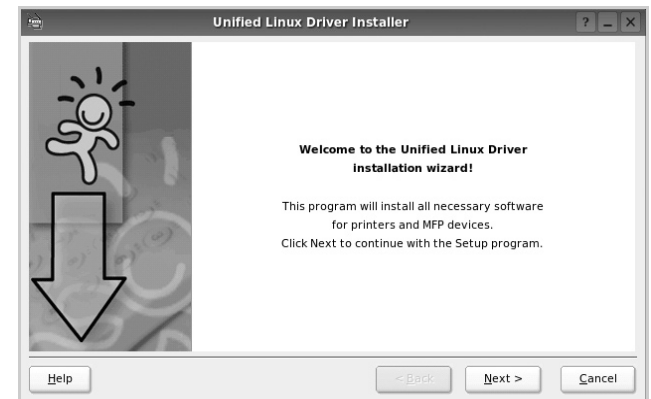 Unified Linux Driver Installer
Welcome to the Unified Linux Driver
installation wizard!
This program will install all necessary software
for printers and MFP devices.
Click Next to continue with the Setup program.
Help
< Back
Next >
Cancel